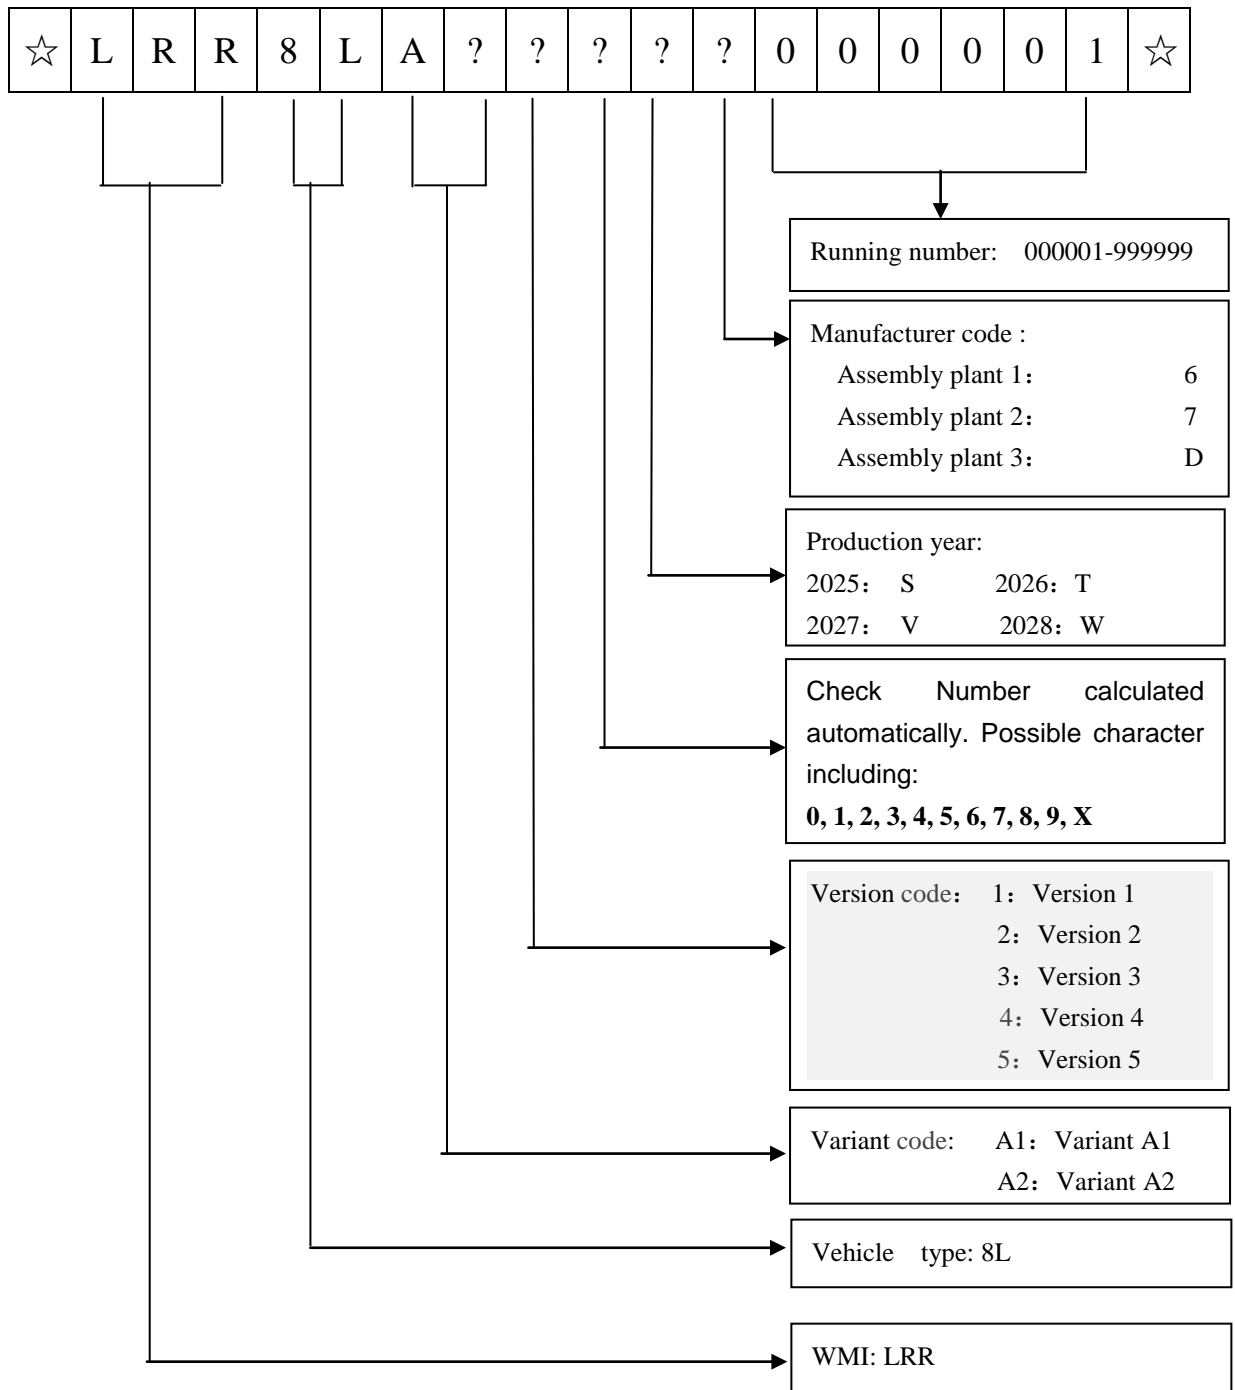 ☆ L R R 8 L A ? ? ? ? ? 0 0 0 0 0 1 ☆
Running number: 000001-999999
Manufacturer code :
Assembly plant 1： 6
Assembly plant 2： 7
Assembly plant 3： D
Production year:
2025： S 2026：T
2027： V 2028：W
Check Number calculated
automatically. Possible character
including:
0, 1, 2, 3, 4, 5, 6, 7, 8, 9, X
Version code： 1：Version 1
2：Version 2
3：Version 3
4：Version 4
5：Version 5
Variant code: A1：Variant A1
A2：Variant A2
Vehicle type: 8L
WMI: LRR